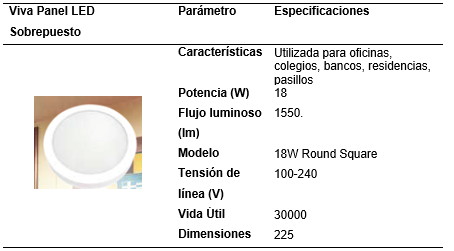 Viva Panel LED Parámetro Especificaciones
Sobrepuesto
Características Utilizada para oficinas,
colegios, bancos, residencias,
pasillos
Potencia (W) 18
Flujo luminoso 1550.
(lm)
Modelo 18W Round Square
Tensión de 100-240
línea (V)
Vida Útil 30000
Dimensiones 225